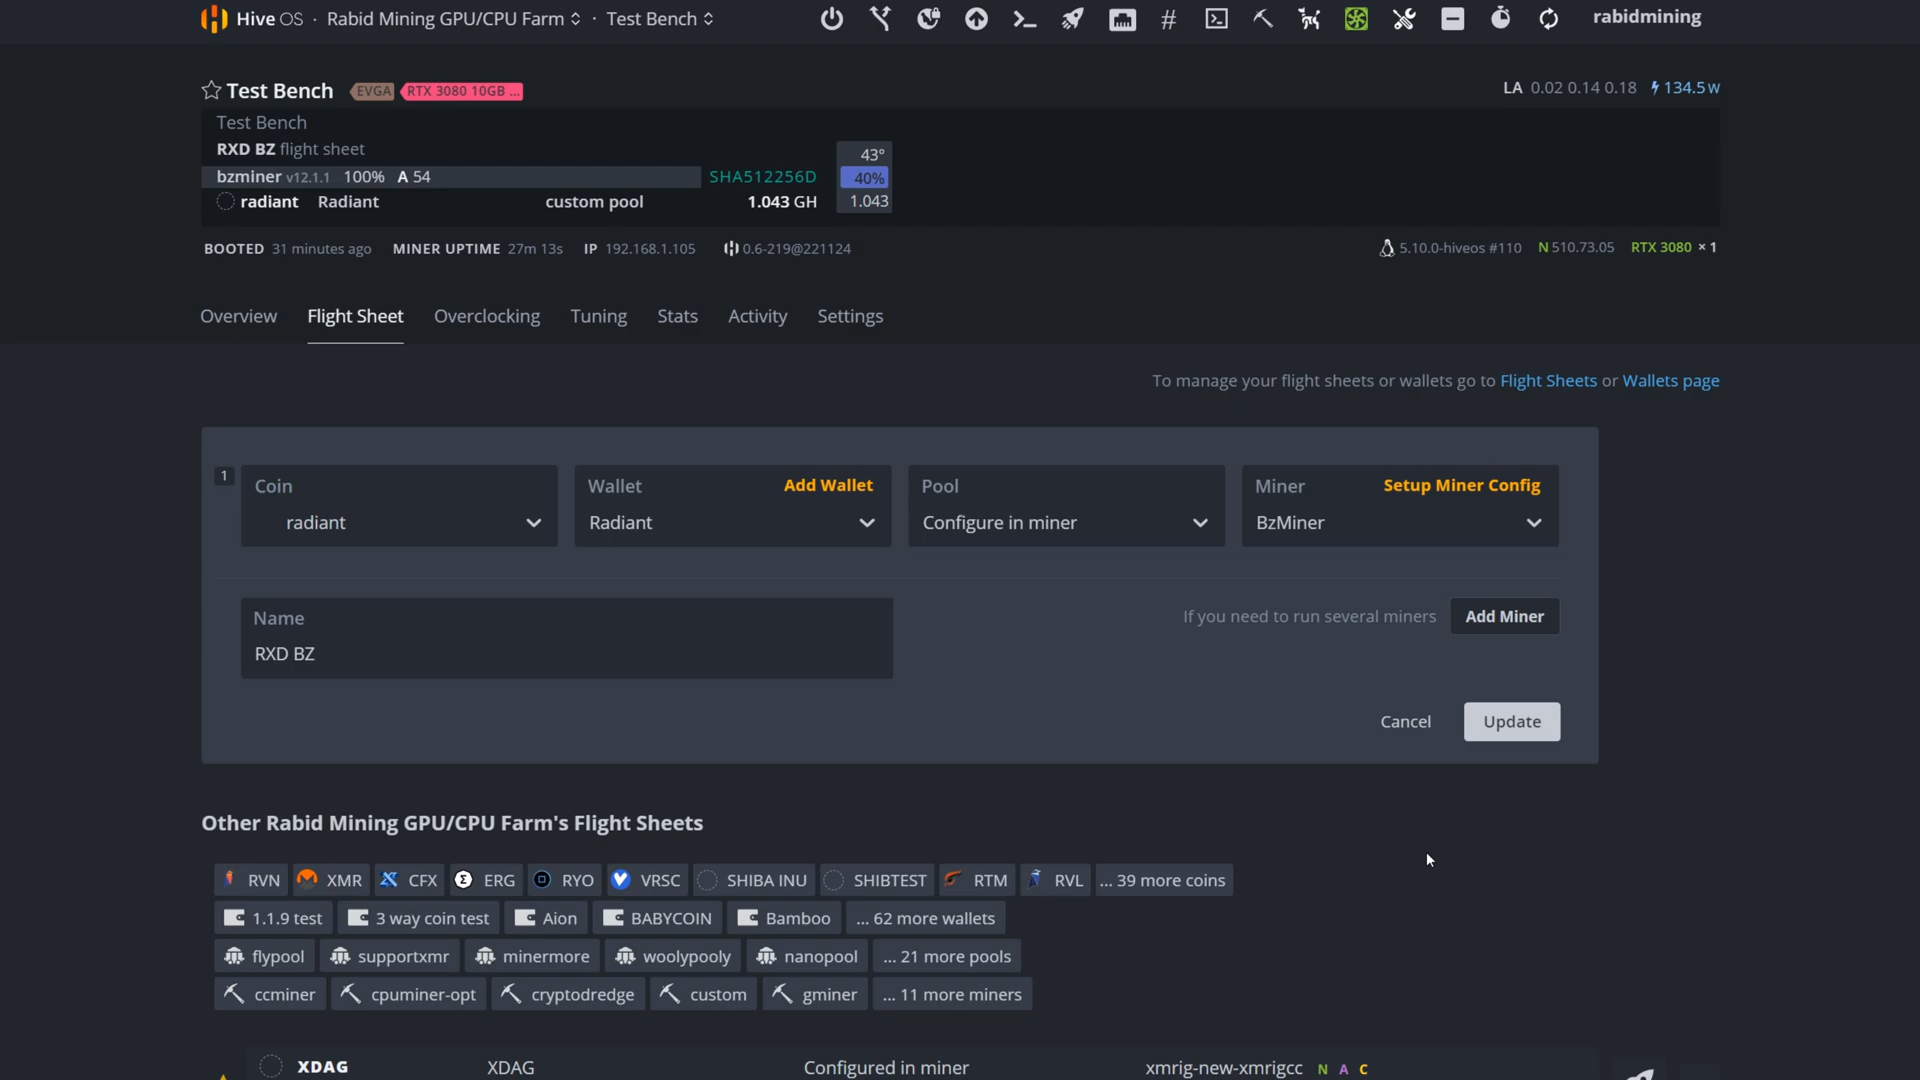 Hive OS · Rabid Mining GPU/CPU Farm · Test Bench # rabidmining
Test Bench EVGA RTX 3080 10GB ... LA 0.02 0.14 0.18 134.5 W
Test Bench
RXD BZ flight sheet 43°
bzminer v12.1.1 100% A 54 SHA512256D 40%
radiant Radiant custom pool 1.043 GH 1.043
BOOTED 31 minutes ago MINER UPTIME 27m 13s IP 192.168.1.105 0.6-219@221124 5.10.0-hiveos #110 N 510.73.05 RTX 3080 × 1
Overview Flight Sheet Overclocking Tuning Stats Activity Settings
To manage your flight sheets or wallets go to Flight Sheets or Wallets page
1 Coin Wallet Add Wallet Pool Miner Setup Miner Config
radiant Radiant Configure in miner BzMiner
Name If you need to run several miners Add Miner
RXD BZ
Cancel Update
Other Rabid Mining GPU/CPU Farm's Flight Sheets
RVN XMR CFX ERG RYO VRSC SHIBA INU SHIBTEST RTM RVL ... 39 more coins
1.1.9 test 3 way coin test Aion BABYCOIN Bamboo ... 62 more wallets
flypool supportxmr minermore woolypooly nanopool ... 21 more pools
ccminer cpuminer-opt cryptodredge custom gminer ... 11 more miners
XDAG XDAG Configured in miner xmrig-new-xmrigcc N A C